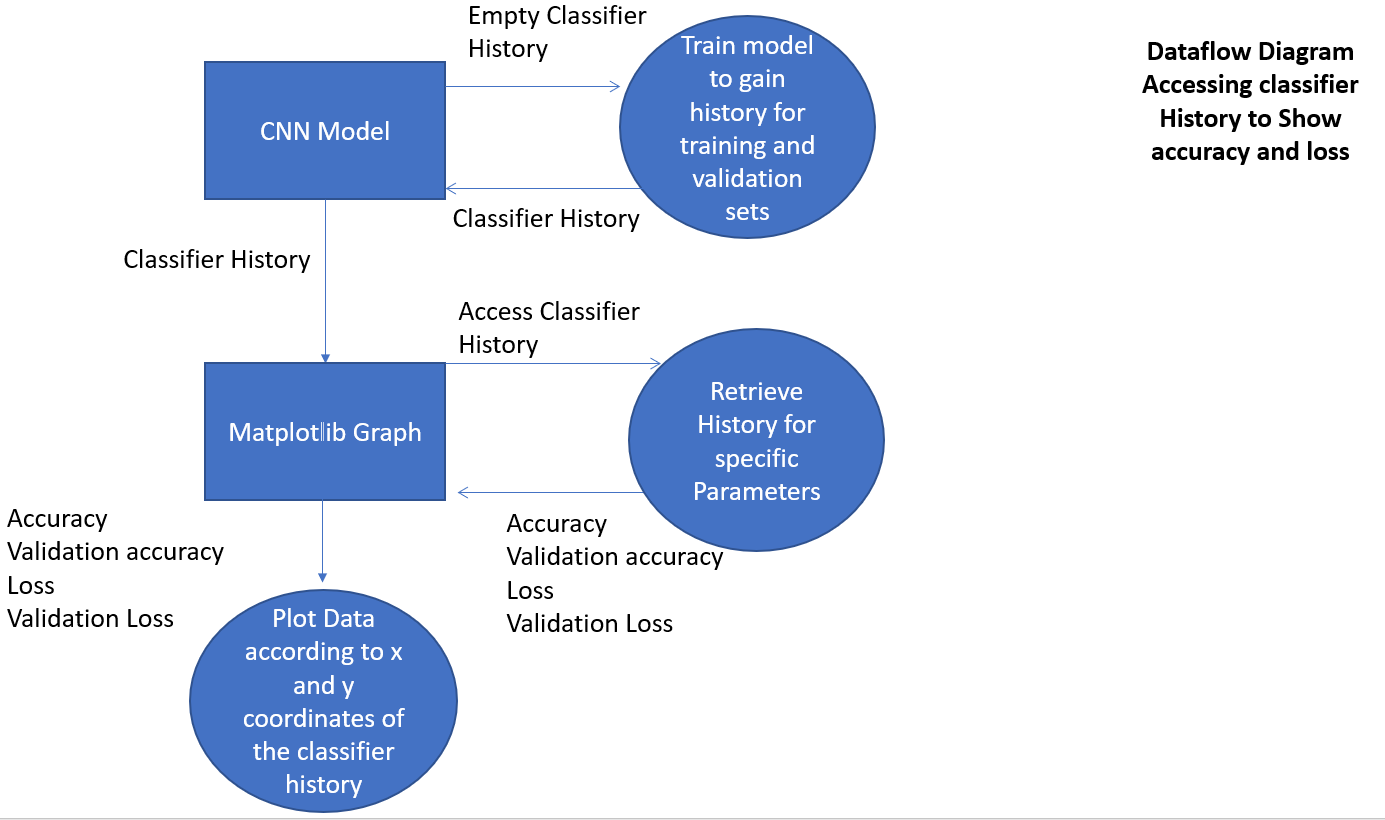 Empty Classifier
History
Train model
to gain
history for
training and
validation
sets
Dataflow Diagram
Accessing classifier
History to Show
accuracy and loss
CNN Model
Classifier History
Classifier History
Access Classifier
History
Matplotlib Graph
Retrieve
History for
specific
Parameters
Accuracy
Validation accuracy
Loss
Validation Loss
Accuracy
Validation accuracy
Loss
Validation Loss
Plot Data
according to x
and y
coordinates of
the classifier
history